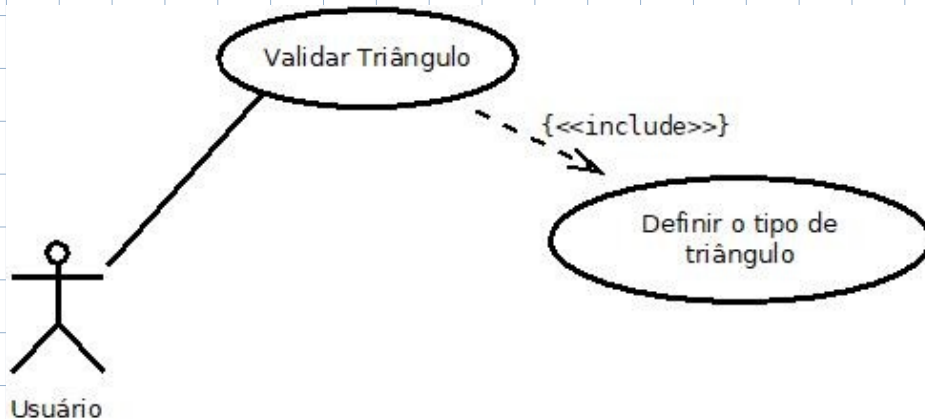 Validar Triângulo
{<<include>>}
Definir o tipo de
triângulo
Usuário